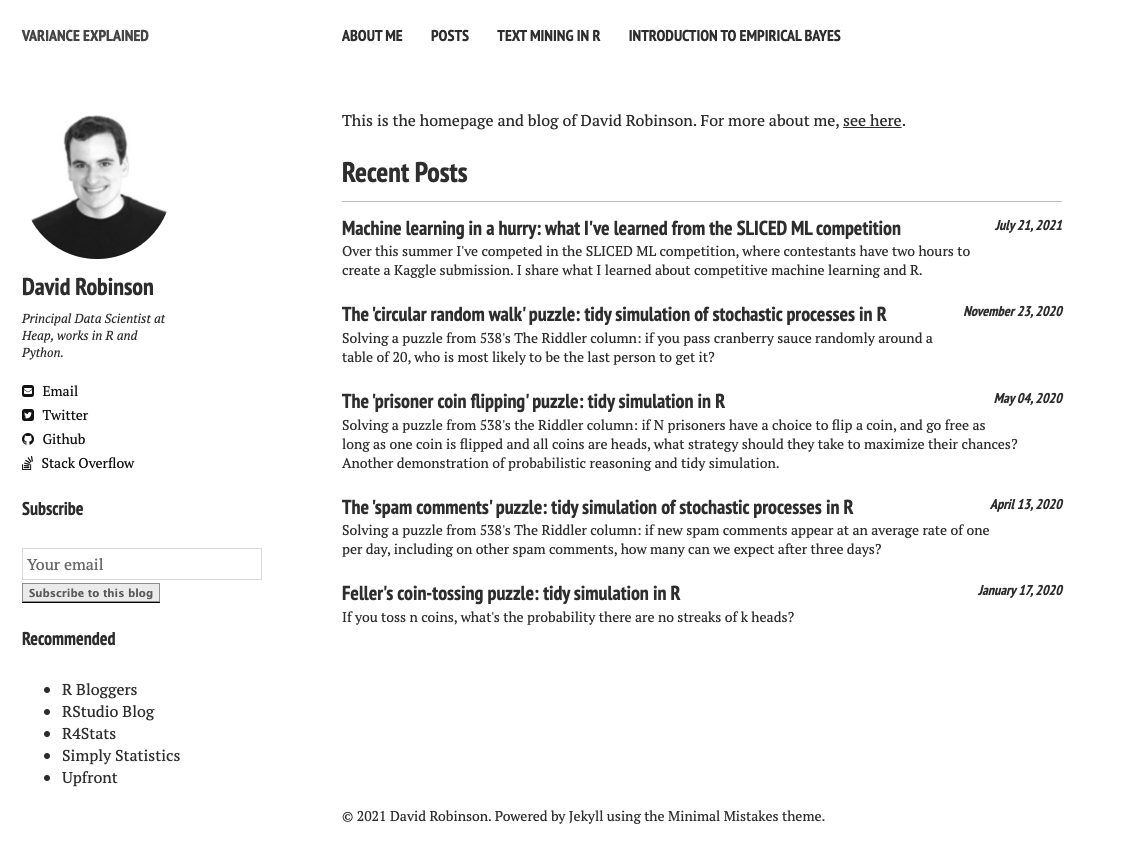 VARIANCE EXPLAINED
ABOUT ME POSTS TEXT MINING IN R INTRODUCTION TO EMPIRICAL BAYES
David Robinson
Principal Data Scientist at
Heap, works in R and
Python.
Email
Twitter
Github
Stack Overflow
Subscribe
Your email
Subscribe to this blog
Recommended
R Bloggers
RStudio Blog
R4Stats
Simply Statistics
Upfront
This is the homepage and blog of David Robinson. For more about me, see here.
Recent Posts
Machine learning in a hurry: what I've learned from the SLICED ML competition July 21, 2021
Over this summer I've competed in the SLICED ML competition, where contestants have two hours to
create a Kaggle submission. I share what I learned about competitive machine learning and R.
The 'circular random walk' puzzle: tidy simulation of stochastic processes in R November 23, 2020
Solving a puzzle from 538's The Riddler column: if you pass cranberry sauce randomly around a
table of 20, who is most likely to be the last person to get it?
The 'prisoner coin flipping' puzzle: tidy simulation in R May 04, 2020
Solving a puzzle from 538's the Riddler column: if N prisoners have a choice to flip a coin, and go free as
long as one coin is flipped and all coins are heads, what strategy should they take to maximize their chances?
Another demonstration of probabilistic reasoning and tidy simulation.
The 'spam comments' puzzle: tidy simulation of stochastic processes in R April 13, 2020
Solving a puzzle from 538's The Riddler column: if new spam comments appear at an average rate of one
per day, including on other spam comments, how many can we expect after three days?
Feller's coin-tossing puzzle: tidy simulation in R January 17, 2020
If you toss n coins, what's the probability there are no streaks of k heads?
© 2021 David Robinson. Powered by Jekyll using the Minimal Mistakes theme.